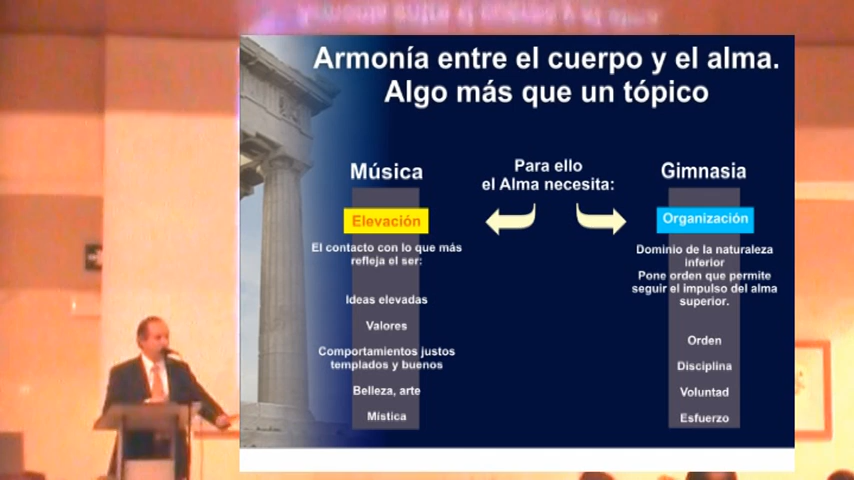 Armonía entre el cuerpo y el alma.
Algo más que un tópico
Para ello
el Alma necesita:
Música
Elevación
El contacto con lo que más
refleja el ser:
Ideas elevadas
Valores
Comportamientos justos
templados y buenos
Belleza, arte
Mística
Gimnasia
Organización
Dominio de la naturaleza
inferior
Pone orden que permite
seguir el impulso del alma
superior.
Orden
Disciplina
Voluntad
Esfuerzo